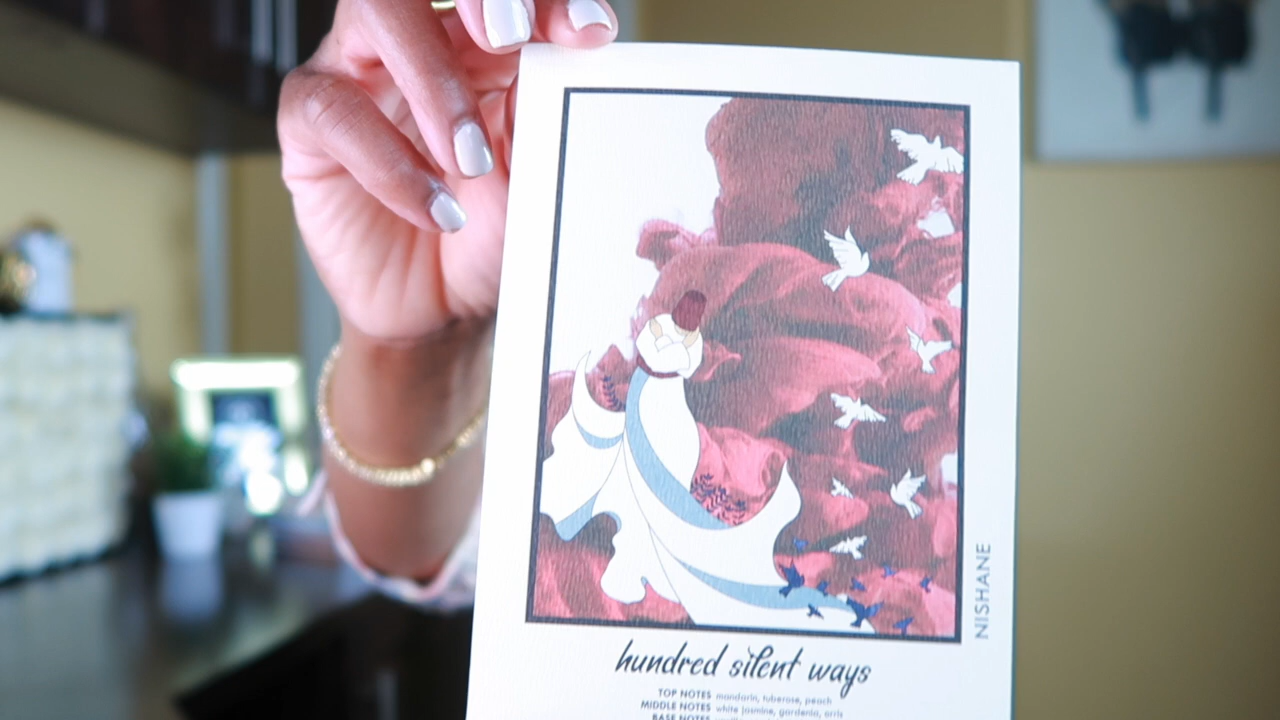 NISHANE
hundred silent ways
TOP NOTES mandarin, tuberose, peach
MIDDLE NOTES white jasmine, gardenia, orris
BASE NOTES